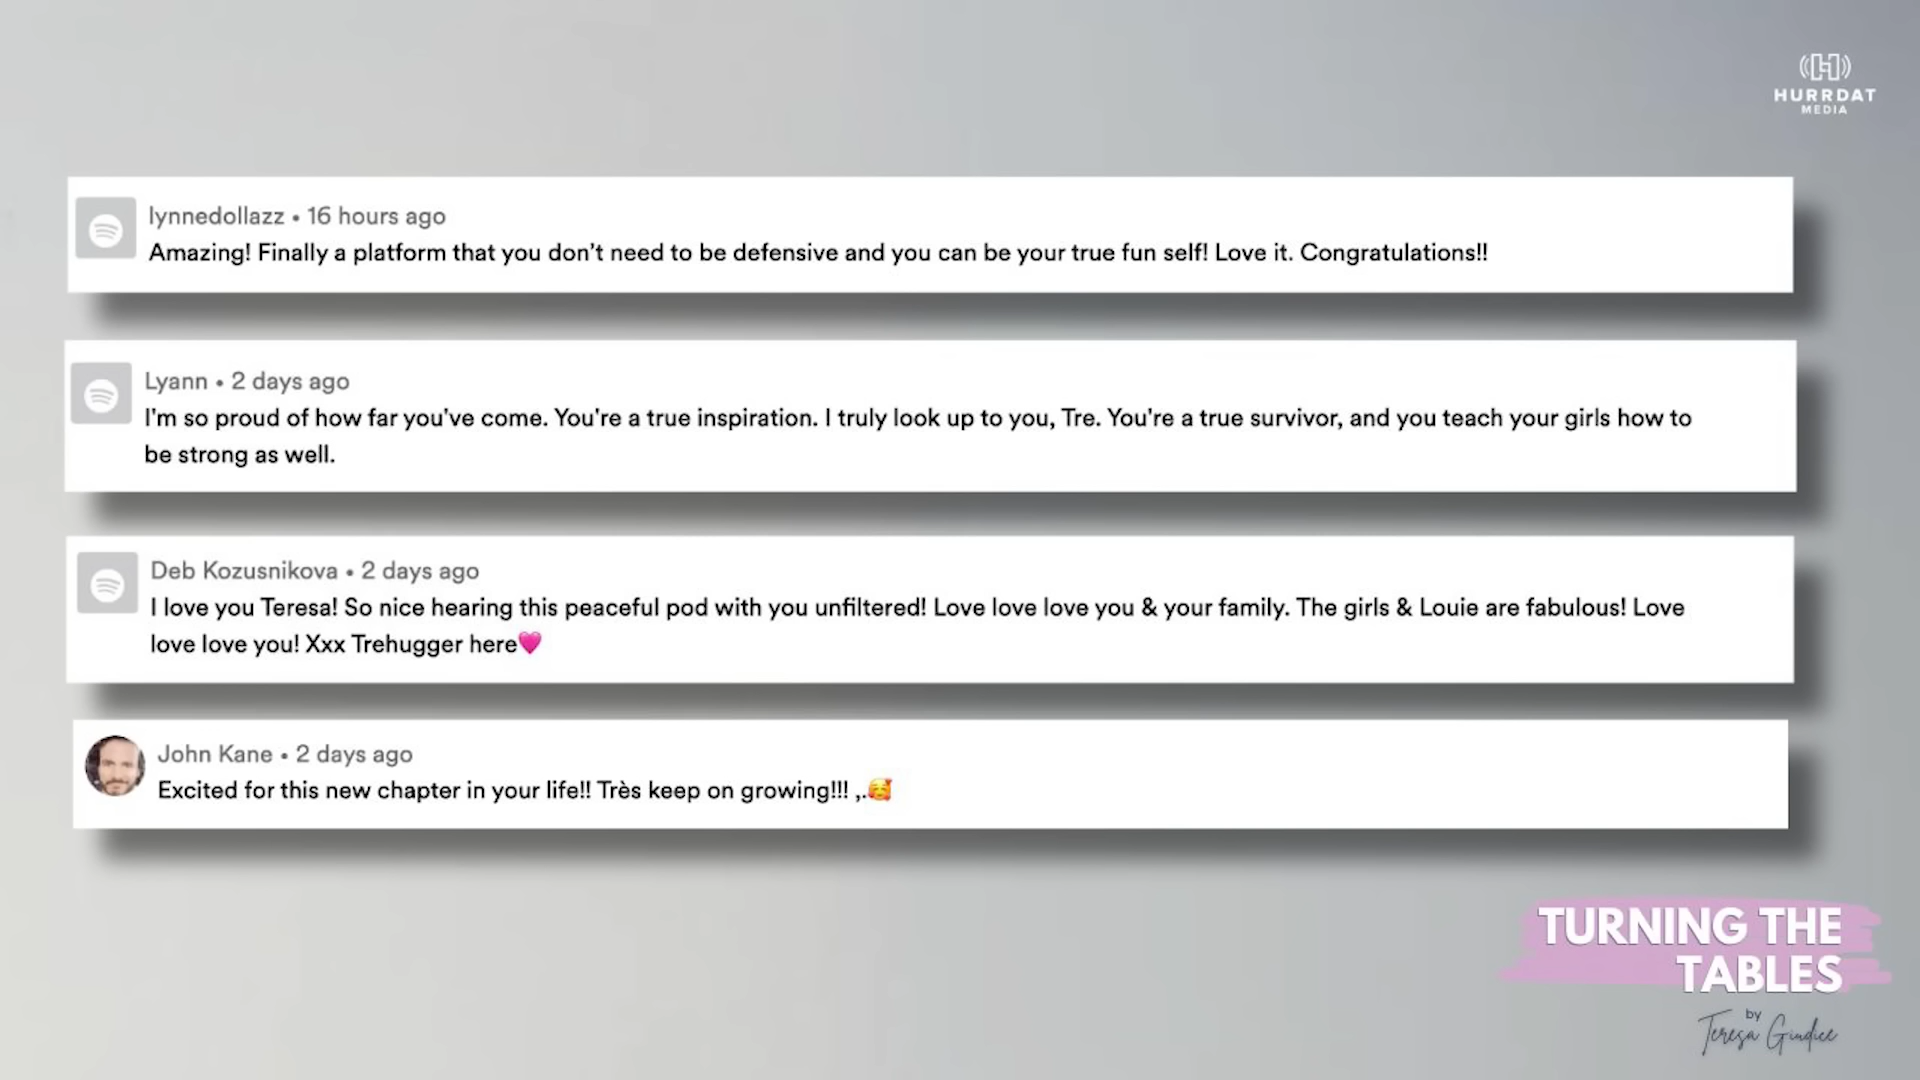 HURRDAT
MEDIA
lynnedollazz • 16 hours ago
Amazing! Finally a platform that you don't need to be defensive and you can be your true fun self! Love it. Congratulations!!
Lyann • 2 days ago
I'm so proud of how far you've come. You're a true inspiration. I truly look up to you, Tre. You're a true survivor, and you teach your girls how to
be strong as well.
Deb Kozusnikova • 2 days ago
I love you Teresa! So nice hearing this peaceful pod with you unfiltered! Love love love you & your family. The girls & Louie are fabulous! Love
love love you! Xxx Trehugger here💗
John Kane • 2 days ago
Excited for this new chapter in your life!! Très keep on growing!!! ,.🥰
TURNING THE
TABLES
by
Teresa Giudice